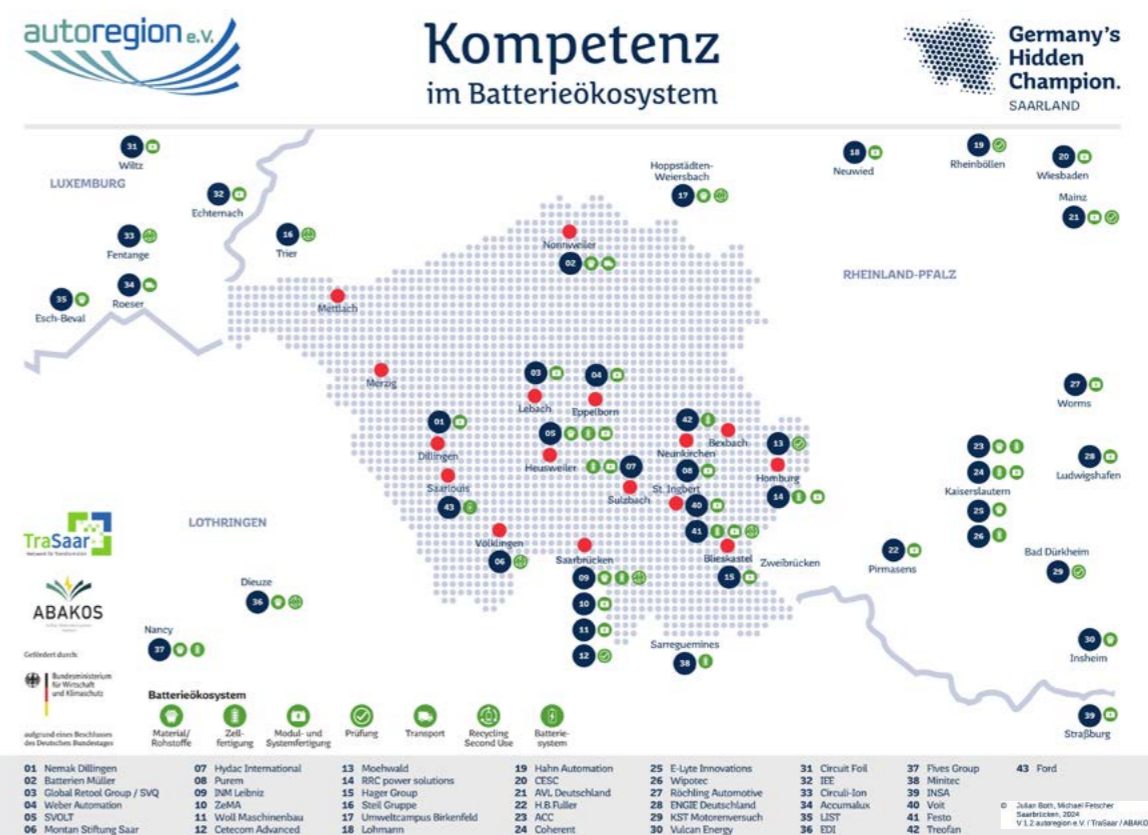 autoregion e.V.
Kompetenz
im Batterieökosystem
Germany's
Hidden
Champion.
SAARLAND
31
Wiltz
LUXEMBURG
32
Echternach
33
Fentange
16
Trier
34
Roeser
35
Esch-Beval
Hoppstädten-
Weiersbach
17
18
Neuwied
19
Rheinböllen
20
Wiesbaden
Mainz
21
RHEINLAND-PFALZ
Nonnweiler
02
Mettlach
Merzig
03
Lebach
04
Eppelborn
01
Dillingen
05
Heusweiler
07
Sulzbach
42
Neunkirchen
08
Bexbach
13
Homburg
14
Saarlouis
43
St. Ingbert
40
41
Blieskastel
15
Zweibrücken
Völklingen
06
Saarbrücken
09
10
11
12
Sarreguemines
38
27
Worms
28
Ludwigshafen
23
24
Kaiserslautern
25
26
22
Pirmasens
Bad Dürkheim
29
30
Insheim
39
Straßburg
LOTHRINGEN
Dieuze
36
Nancy
37
TraSaar
Netzwerk für Transformation
ABAKOS
Gefördert durch:
Bundesministerium
für Wirtschaft
und Klimaschutz
aufgrund eines Beschlusses
des Deutschen Bundestages
Batterieökosystem
Material/
Rohstoffe
Zell-
fertigung
Modul- und
Systemfertigung
Prüfung
Transport
Recycling
Second Use
Batterie-
system
01 Nemak Dillingen
02 Batterien Müller
03 Global Retool Group / SVQ
04 Weber Automation
05 SVOLT
06 Montan Stiftung Saar
07 Hydac International
08 Purem
09 INM Leibniz
10 ZeMA
11 Woll Maschinenbau
12 Cetecom Advanced
13 Moehwald
14 RRC power solutions
15 Hager Group
16 Steil Gruppe
17 Umweltcampus Birkenfeld
18 Lohmann
19 Hahn Automation
20 CESC
21 AVL Deutschland
22 H.B.Fuller
23 ACC
24 Coherent
25 E-Lyte Innovations
26 Wipotec
27 Röchling Automotive
28 ENGIE Deutschland
29 KST Motorenversuch
30 Vulcan Energy
31 Circuit Foil
32 IEE
33 Circuli-Ion
34 Accumalux
35 LIST
36 EDI
37 Fives Group
38 Minitec
39 INSA
40 Voit
41 Festo
42 Treofan
43 Ford
© Julian Both, Michael Fetscher
Saarbrücken, 2024
V 1.2 autoregion e.V. / TraSaar / ABAKO